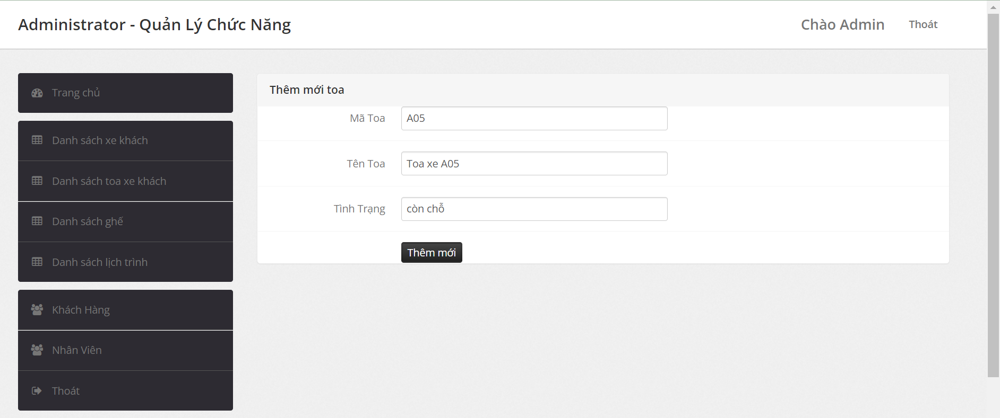 Administrator - Quản Lý Chức Năng
Chào Admin
Thoát
Trang chủ
Danh sách xe khách
Danh sách toa xe khách
Danh sách ghế
Danh sách lịch trình
Khách Hàng
Nhân Viên
Thoát
Thêm mới toa
Mã Toa A05
Tên Toa Toa xe A05
Tình Trạng còn chỗ
Thêm mới